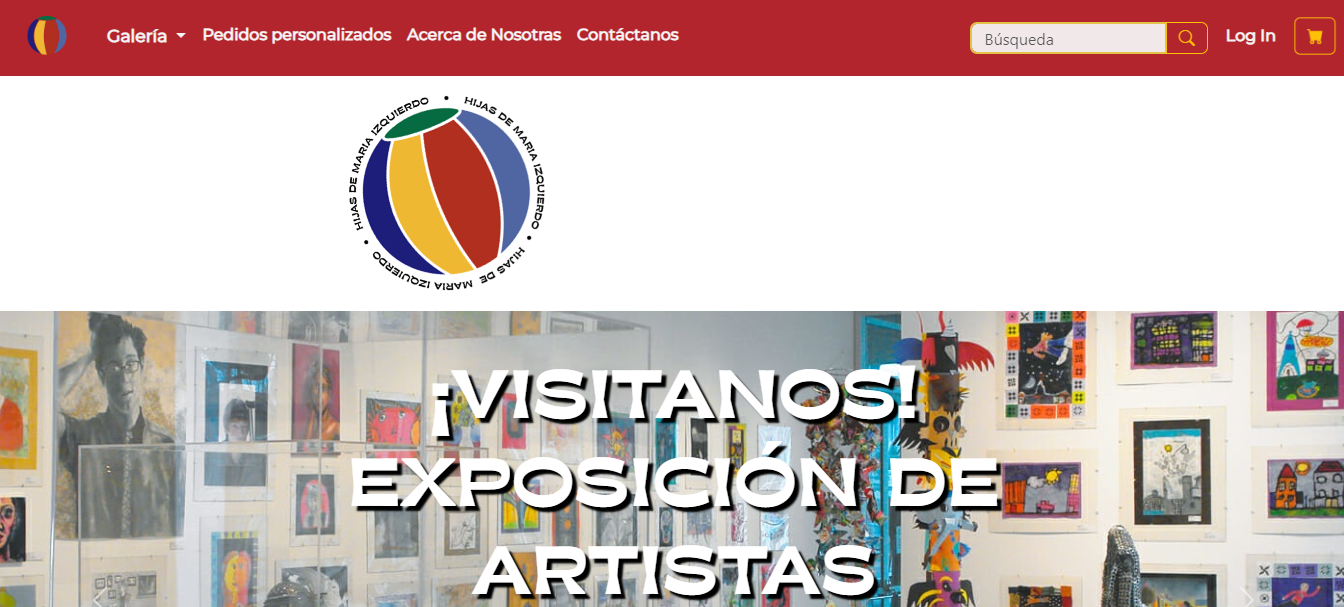 Galería
Pedidos personalizados
Acerca de Nosotras
Contáctanos
Búsqueda
Log In
HIJAS DE MARIA IZQUIERDO • HIJAS DE MARIA IZQUIERDO • HIJAS DE MARIA IZQUIERDO •
¡VISITANOS!
EXPOSICIÓN DE
ARTISTAS